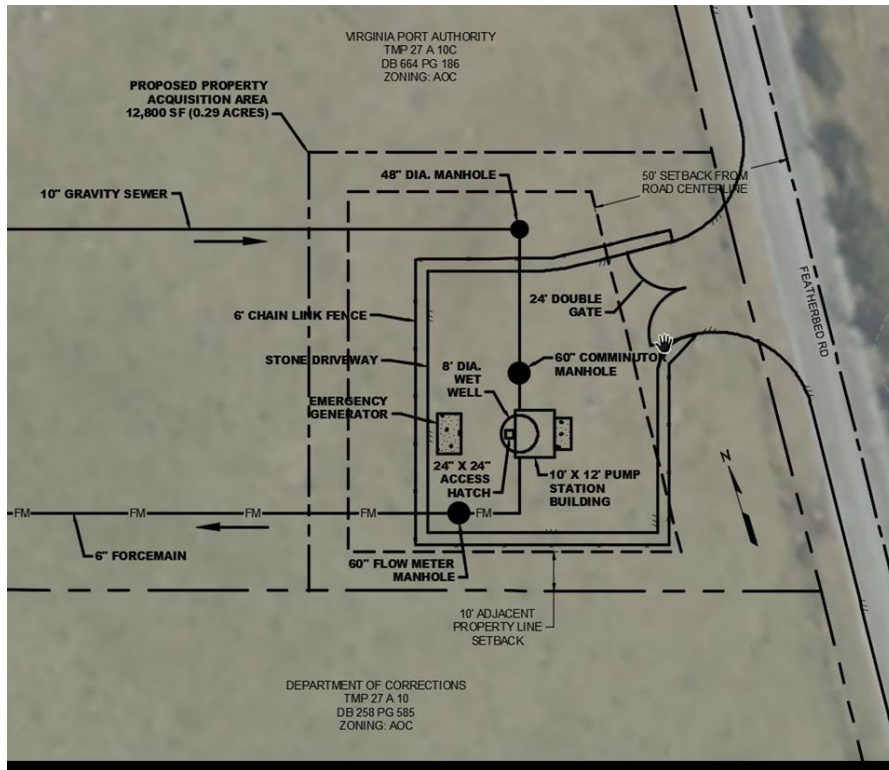 VIRGINIA PORT AUTHORITY
TMP 27 A 10C
DB 664 PG 186
ZONING: AOC
PROPOSED PROPERTY
ACQUISITION AREA
12,800 SF (0.29 ACRES)
48" DIA. MANHOLE
50' SETBACK FROM
ROAD CENTERLINE
10" GRAVITY SEWER
FEATHERBED RD
24' DOUBLE
GATE
6' CHAIN LINK FENCE
STONE DRIVEWAY
8' DIA.
WET
WELL
60" COMMINUTOR
MANHOLE
EMERGENCY
GENERATOR
N
24" X 24"
ACCESS
HATCH
10' X 12' PUMP
STATION
BUILDING
FM FM FM FM FM
6" FORCEMAIN
60" FLOW METER
MANHOLE
10' ADJACENT
PROPERTY LINE
SETBACK
DEPARTMENT OF CORRECTIONS
TMP 27 A 10
DB 258 PG 585
ZONING: AOC